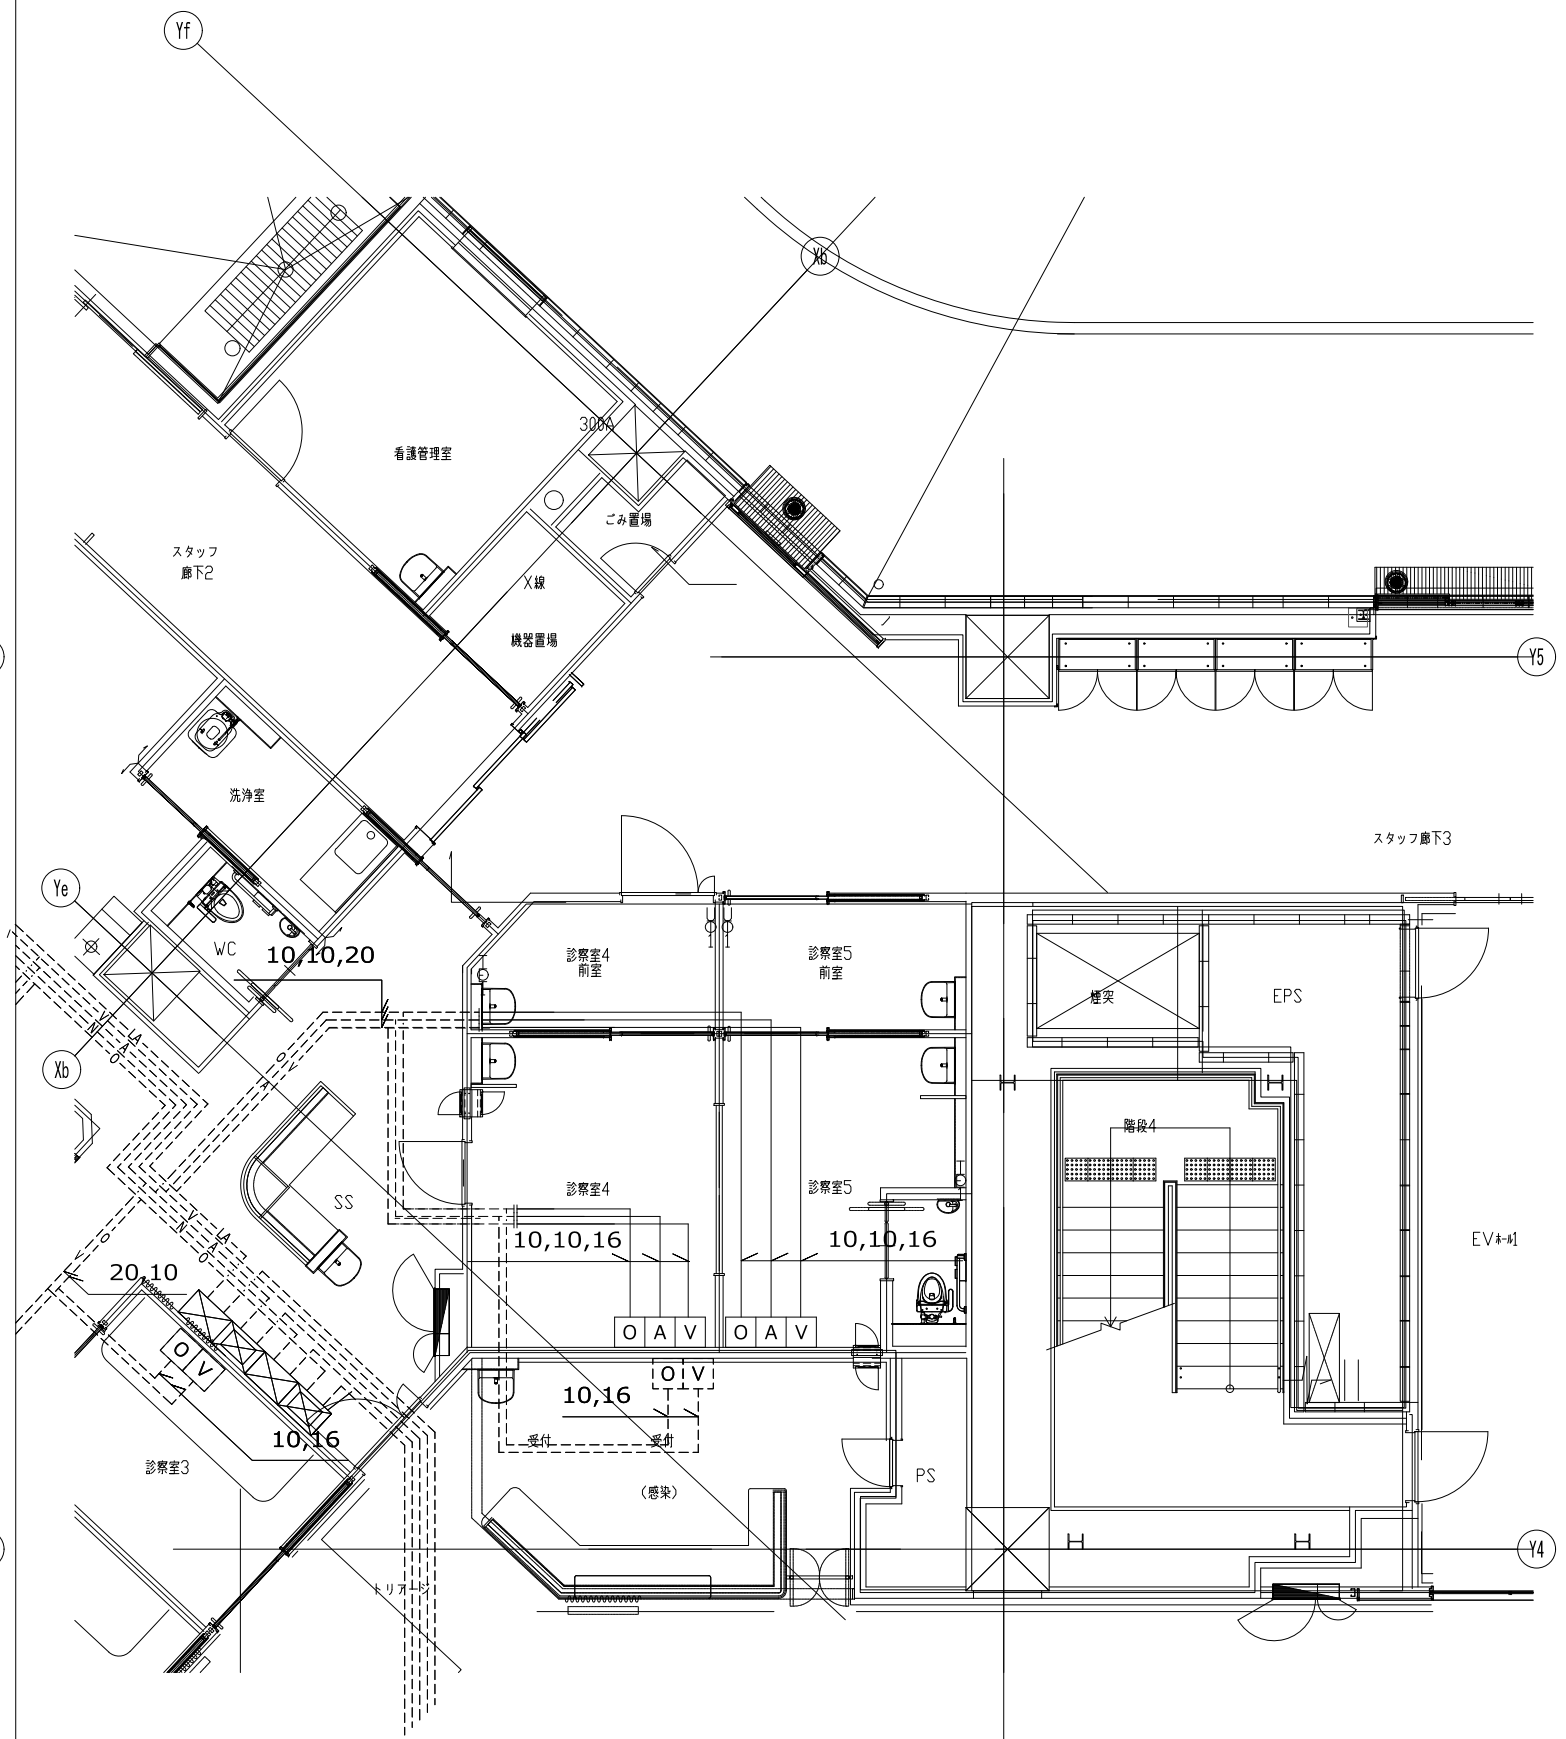 Yf
Xb
300A
看護管理室
ごみ置場
スタッフ
廊下2
X線
機器置場
Y5
洗浄室
スタッフ廊下3
Ye
WC
10,10,20
診察室4
前室
診察室5
前室
煙突
EPS
Xb
階段4
診察室4
診察室5
SS
10,10,16
10,10,16
EVホール1
20,10
O A V
O A V
O V
O V
10,16
10,16
受付
受付
診察室3
PS
(感染)
Y4
トリアージ